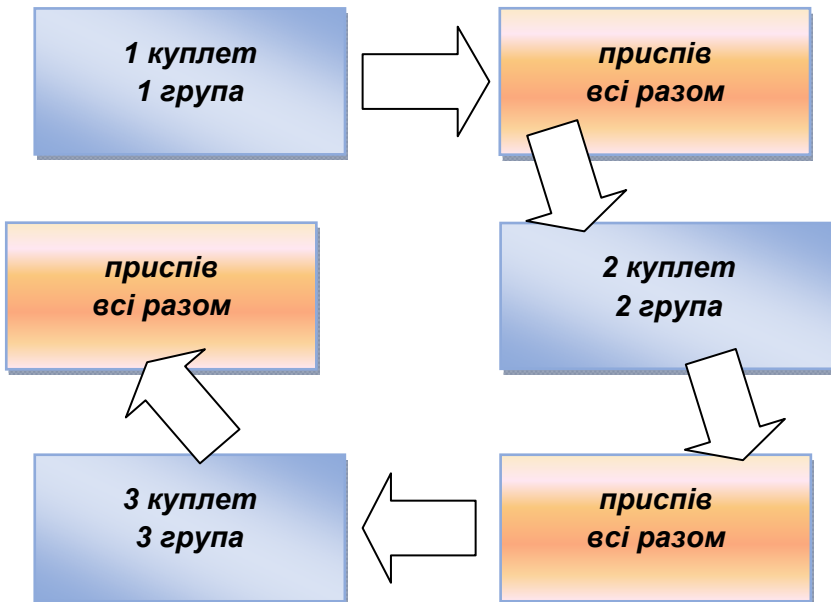 1 куплет
1 група
приспів
всі разом
2 куплет
2 група
приспів
всі разом
3 куплет
3 група
приспів
всі разом